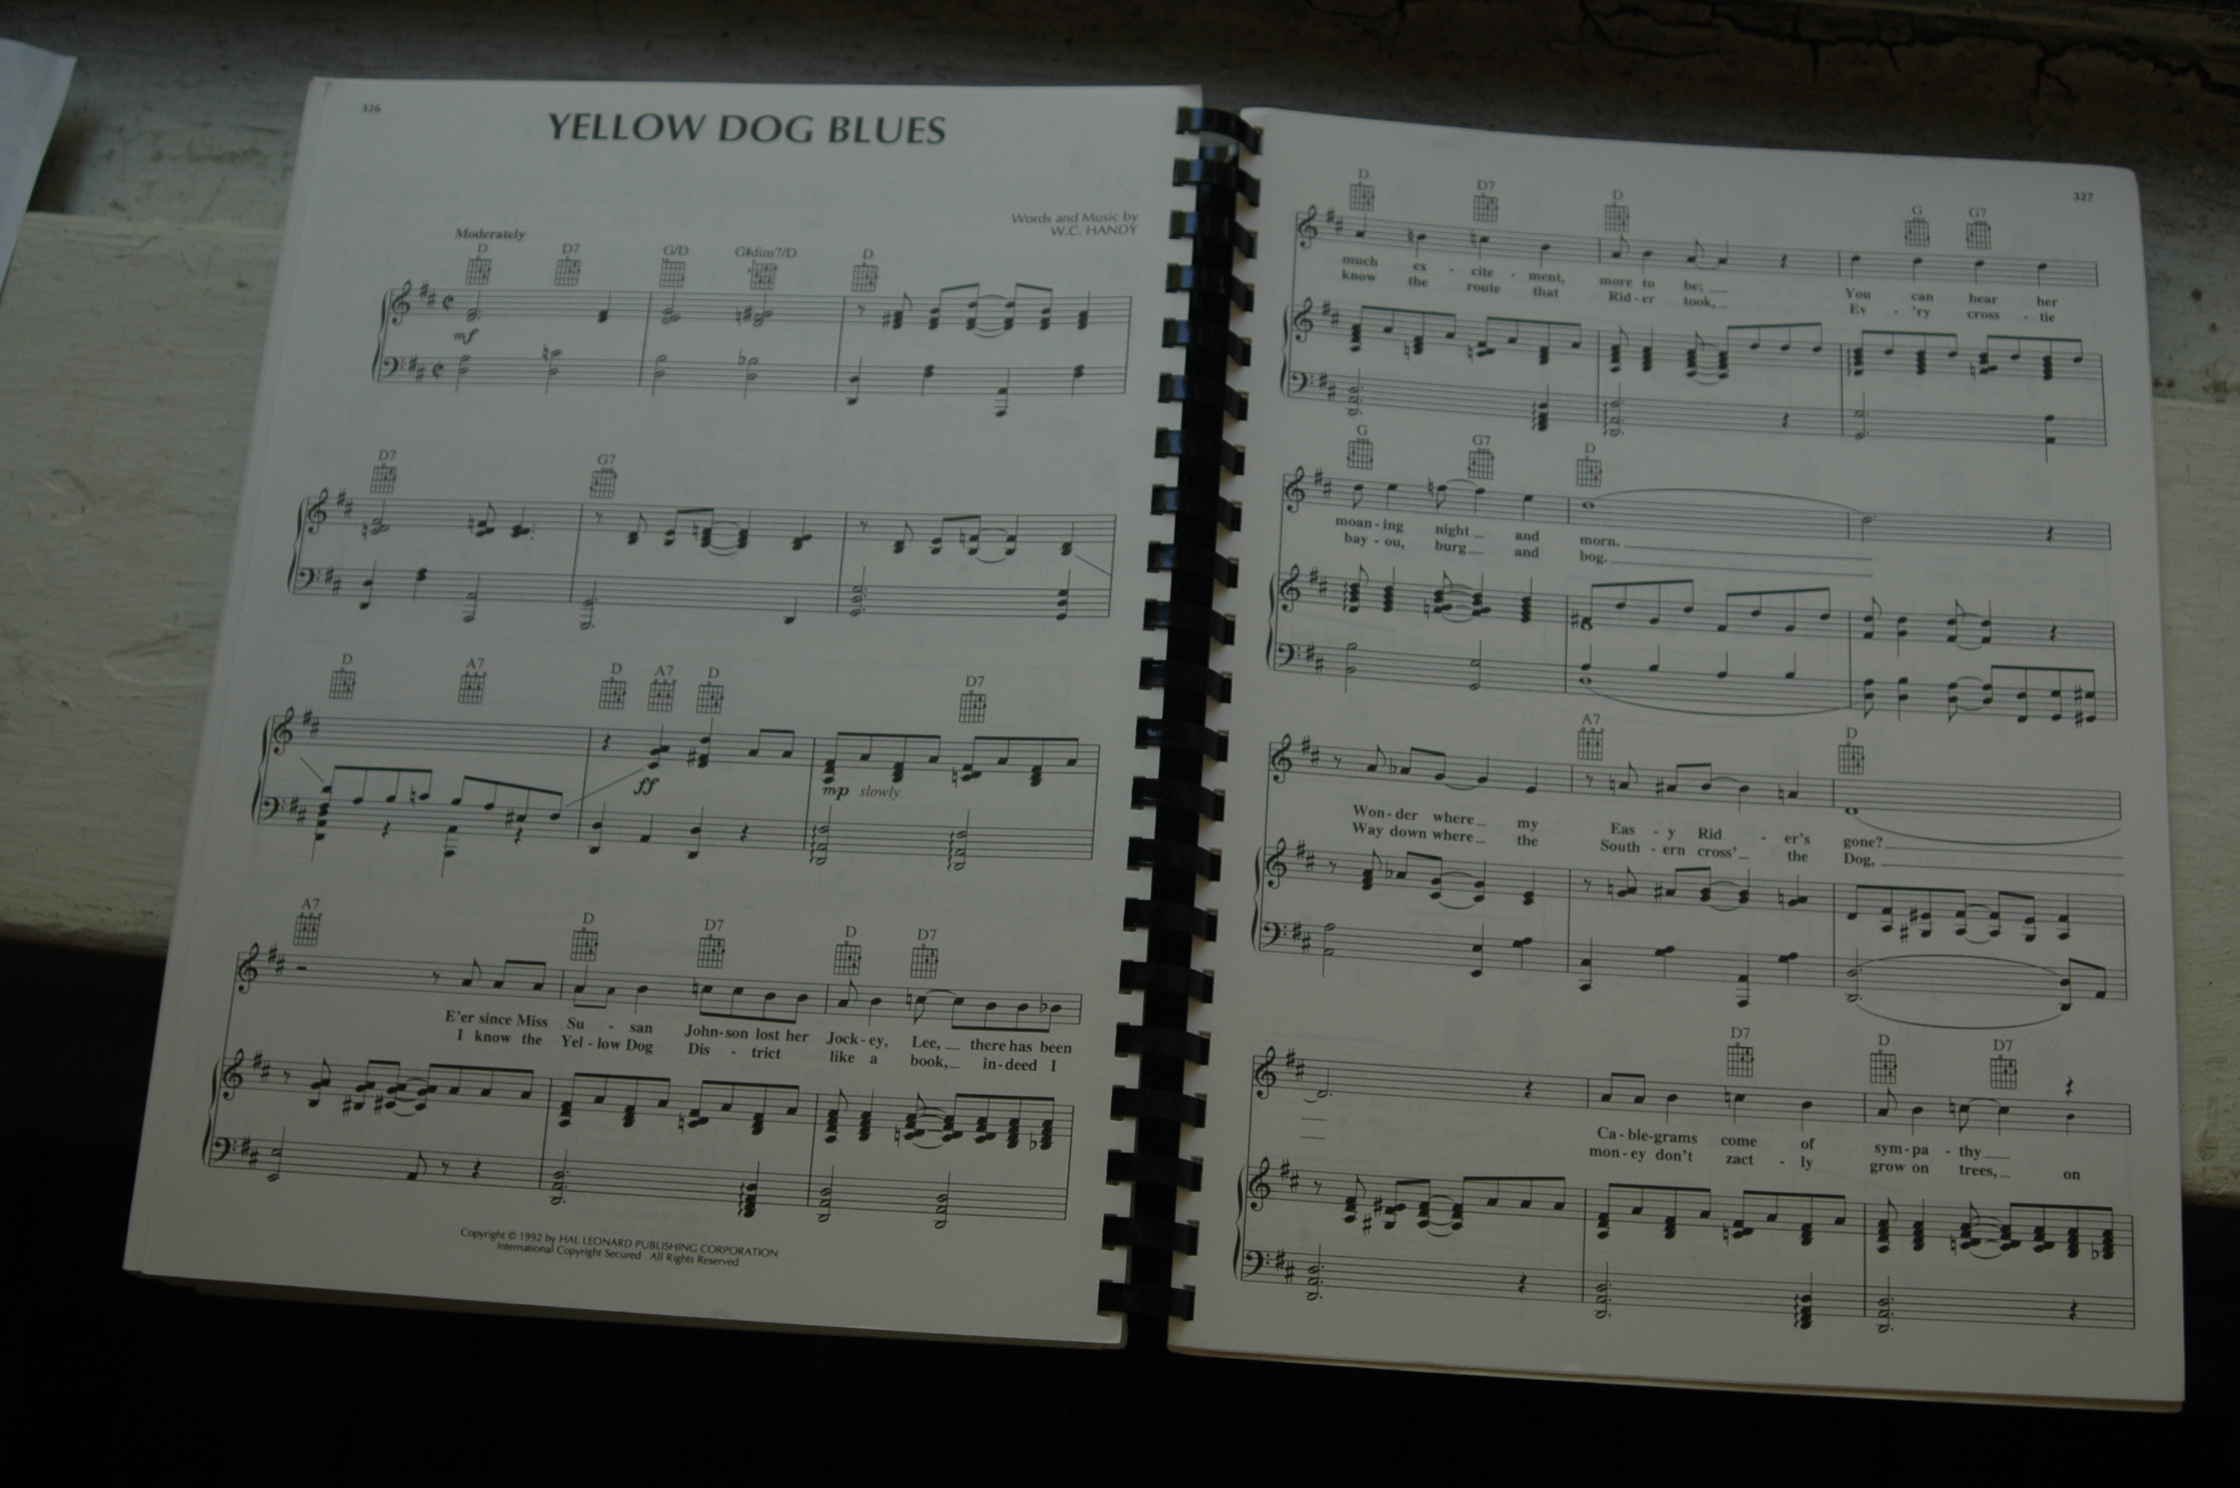 326
YELLOW DOG BLUES
Words and Music by
W.C. HANDY
Moderately
D D7 G/D G#dim7/D D
mf
D7 G7
D A7 D A7 D D7
ff
mp slowly
A7 D D7 D D7
E'er since Miss Su - san John-son lost her Jock-ey, Lee, there has been
I know the Yel-low Dog Dis - trict like a book, in-deed I
Copyright © 1992 by HAL LEONARD PUBLISHING CORPORATION
International Copyright Secured All Rights Reserved
327
D D7 D G G7
much ex - cite - ment, more to be; You can hear her
know the route that Rid-er took, Ev - 'ry cross - tie
G G7 D
moan-ing night and morn.
bay-ou, burg and bog.
A7 D
Won-der where my Eas - y Rid - er's gone?
Way down where the South - ern cross' the Dog,
D7 D D7
Ca-ble-grams come of sym-pa - thy
mon-ey don't zact - ly grow on trees, on